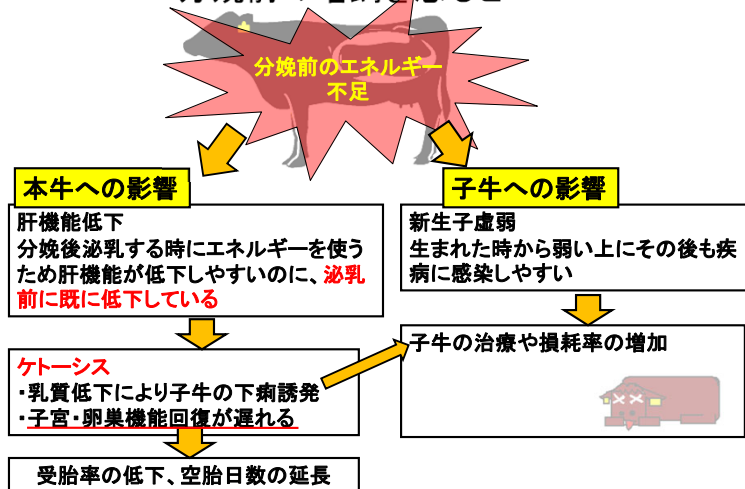 分娩前のエネルギー
不足
本牛への影響
肝機能低下
分娩後泌乳する時にエネルギーを使う
ため肝機能が低下しやすいのに、泌乳
前に既に低下している
ケトーシス
・乳質低下により子牛の下痢誘発
・子宮・卵巣機能回復が遅れる
受胎率の低下、空胎日数の延長
子牛への影響
新生子虚弱
生まれた時から弱い上にその後も疾
病に感染しやすい
子牛の治療や損耗率の増加